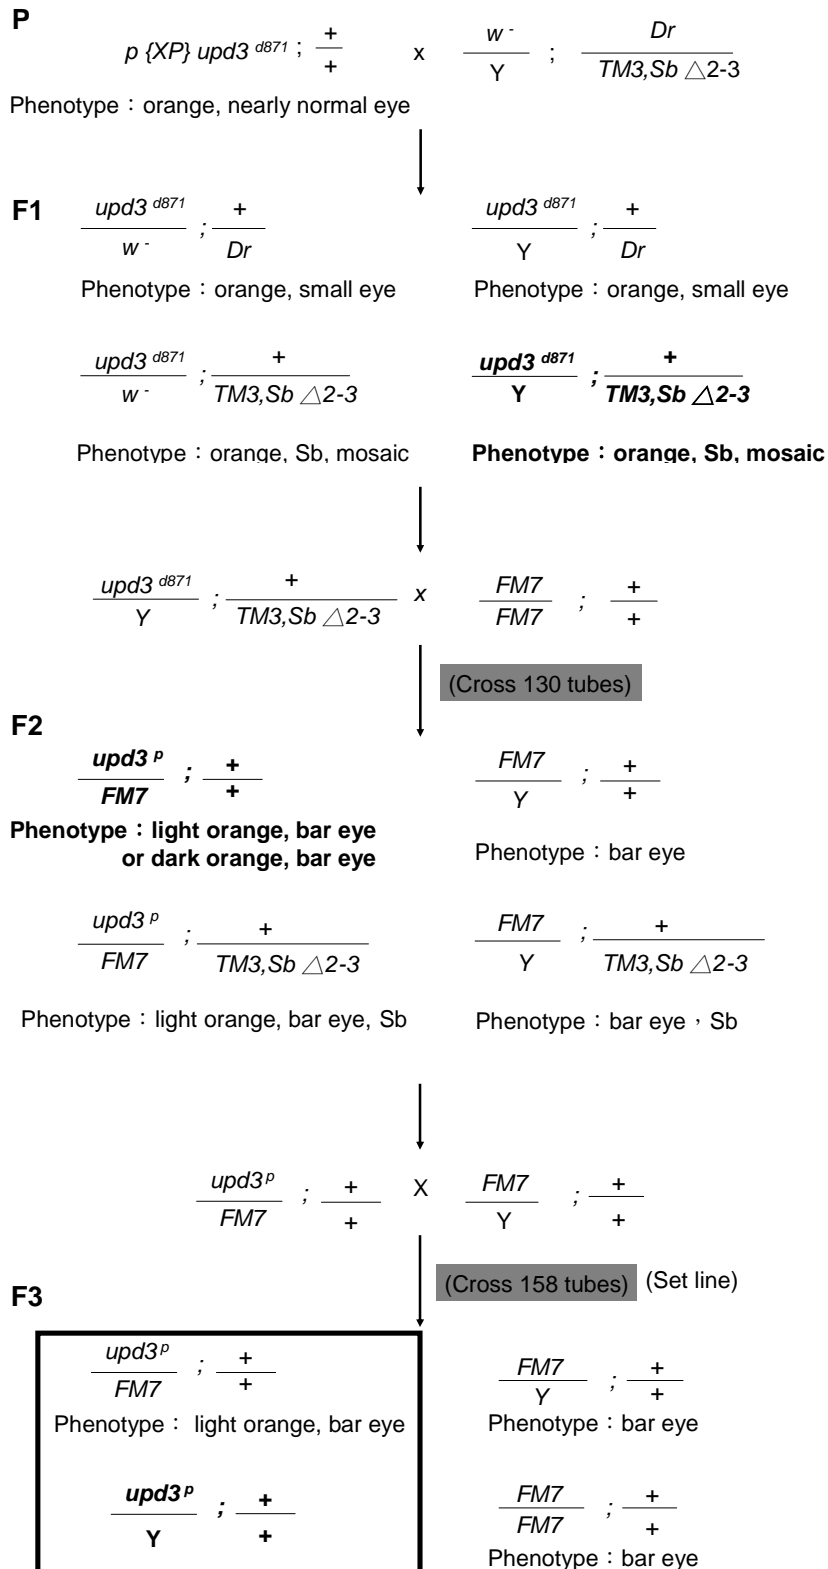 P
p {XP} upd3 d871 ; + / + x w - / Y ; Dr / TM3,Sb △2-3
Phenotype：orange, nearly normal eye
F1
upd3 d871 / w - ; + / Dr
upd3 d871 / Y ; + / Dr
Phenotype：orange, small eye
Phenotype：orange, small eye
upd3 d871 / w - ; + / TM3,Sb △2-3
upd3 d871 / Y ; + / TM3,Sb △2-3
Phenotype：orange, Sb, mosaic
Phenotype：orange, Sb, mosaic
upd3 d871 / Y ; + / TM3,Sb △2-3 x FM7 / FM7 ; + / +
(Cross 130 tubes)
F2
upd3 p / FM7 ; + / +
FM7 / Y ; + / +
Phenotype：light orange, bar eye
or dark orange, bar eye
Phenotype：bar eye
upd3 p / FM7 ; + / TM3,Sb △2-3
FM7 / Y ; + / TM3,Sb △2-3
Phenotype：light orange, bar eye, Sb
Phenotype：bar eye，Sb
upd3 p / FM7 ; + / + X FM7 / Y ; + / +
(Cross 158 tubes) (Set line)
F3
upd3 p / FM7 ; + / +
FM7 / Y ; + / +
Phenotype： light orange, bar eye
Phenotype：bar eye
upd3 p / Y ; + / +
FM7 / FM7 ; + / +
Phenotype：bar eye